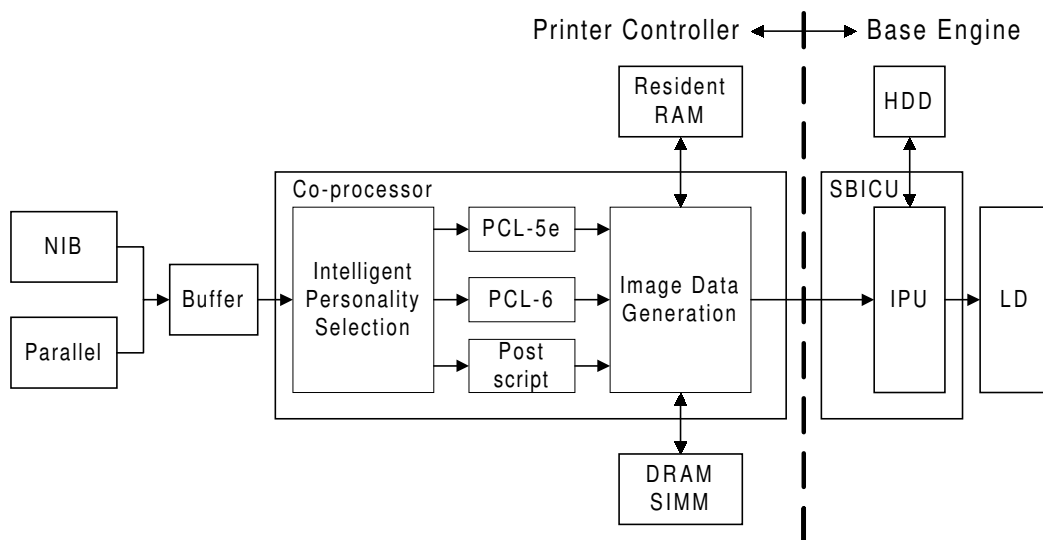 Printer Controller
Base Engine
Resident
RAM
HDD
Co-processor
SBICU
NIB
Parallel
Buffer
Intelligent
Personality
Selection
PCL-5e
PCL-6
Post
script
Image Data
Generation
IPU
LD
DRAM
SIMM